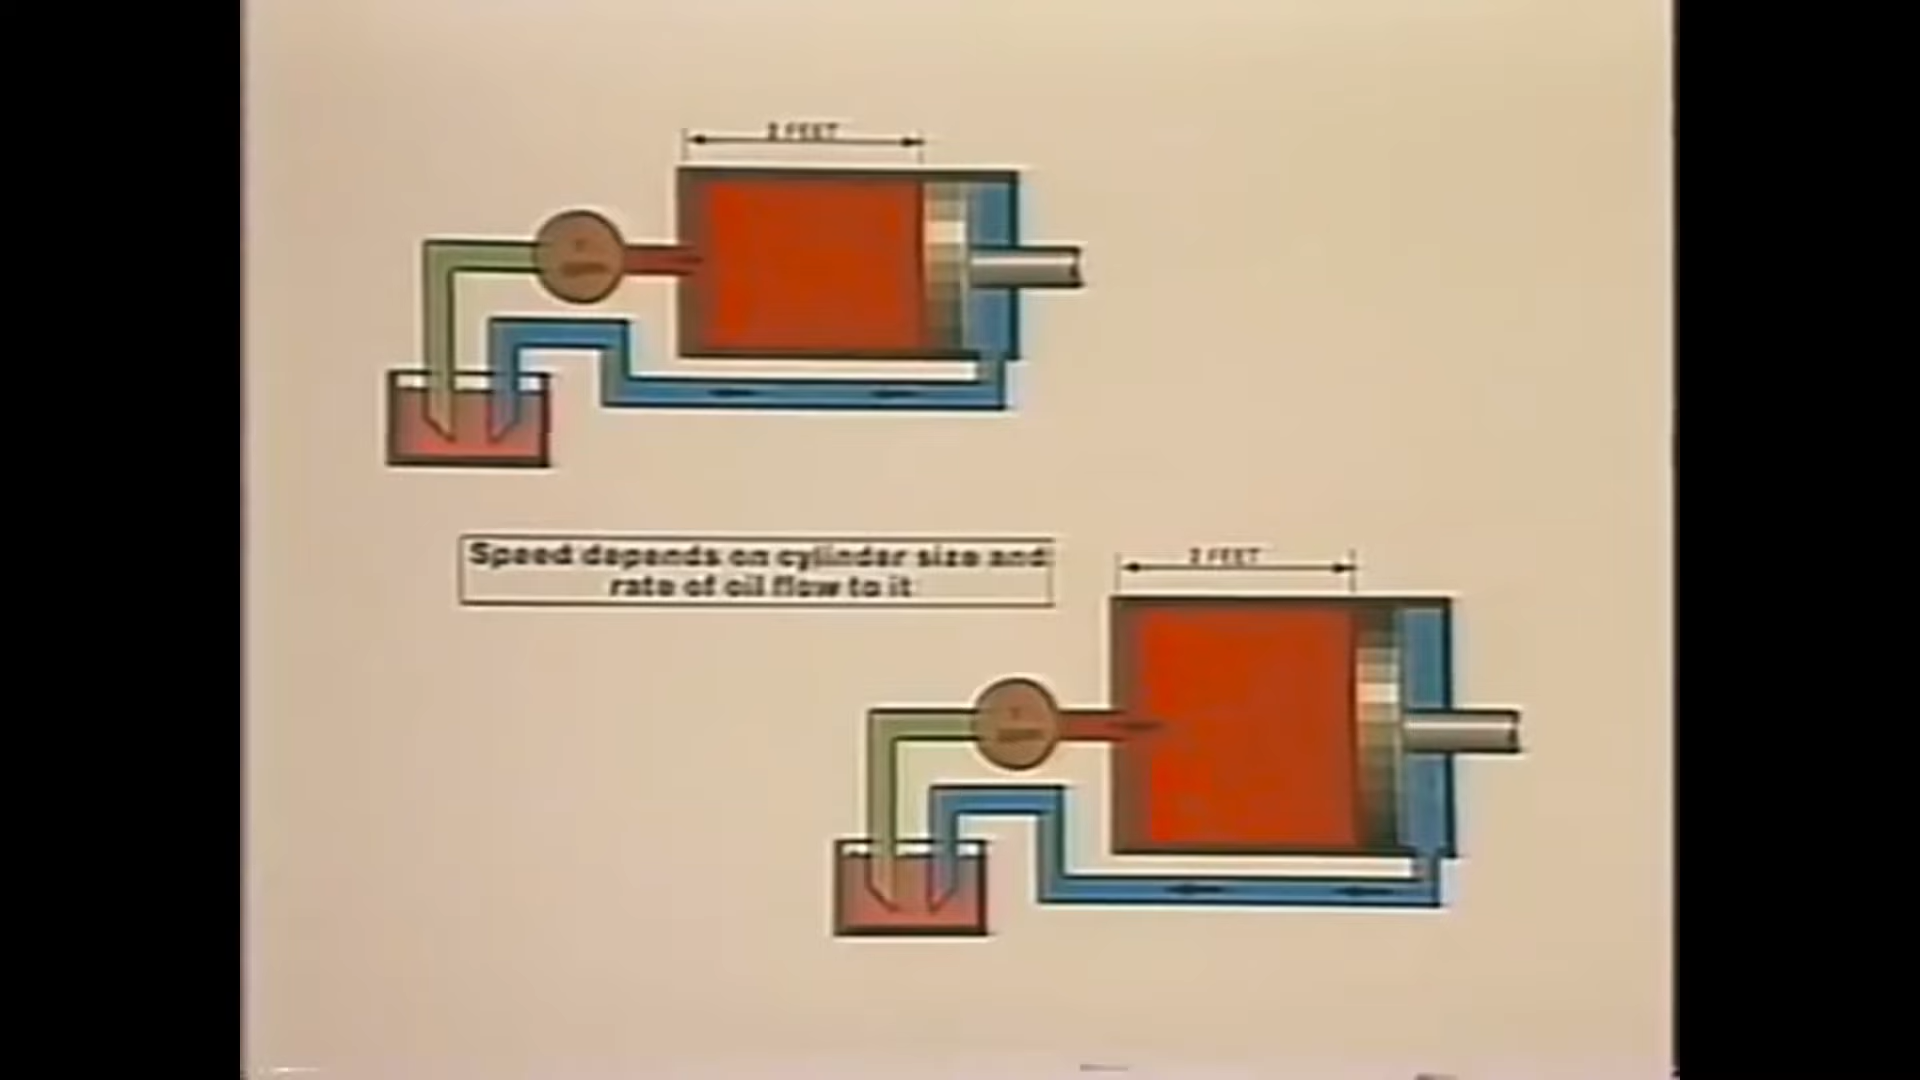 2 FEET
Speed depends on cylinder size and
rate of oil flow to it
2 FEET